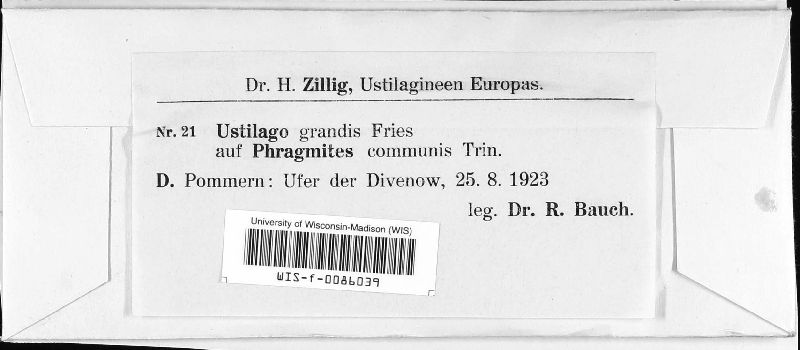 Dr. H. Zillig, Ustilagineen Europas.
Nr. 21 Ustilago grandis Fries
auf Phragmites communis Trin.
D. Pommern: Ufer der Divenow, 25. 8. 1923
leg. Dr. R. Bauch.
University of Wisconsin-Madison (WIS)
WIS-f-0086039